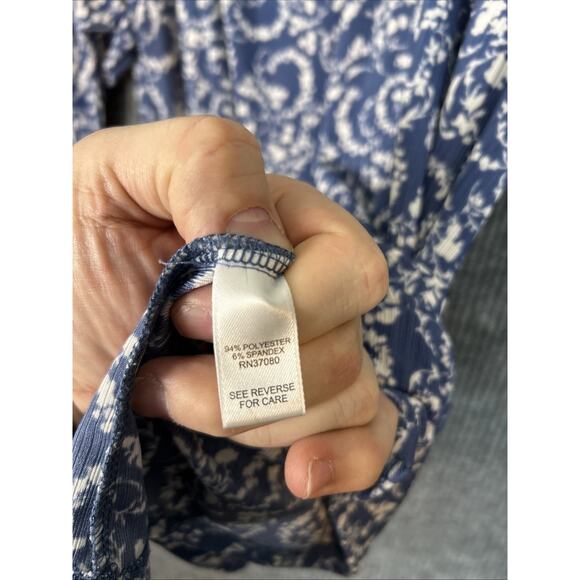 94% POLYESTER
6% SPANDEX
RN37080
SEE REVERSE
FOR CARE